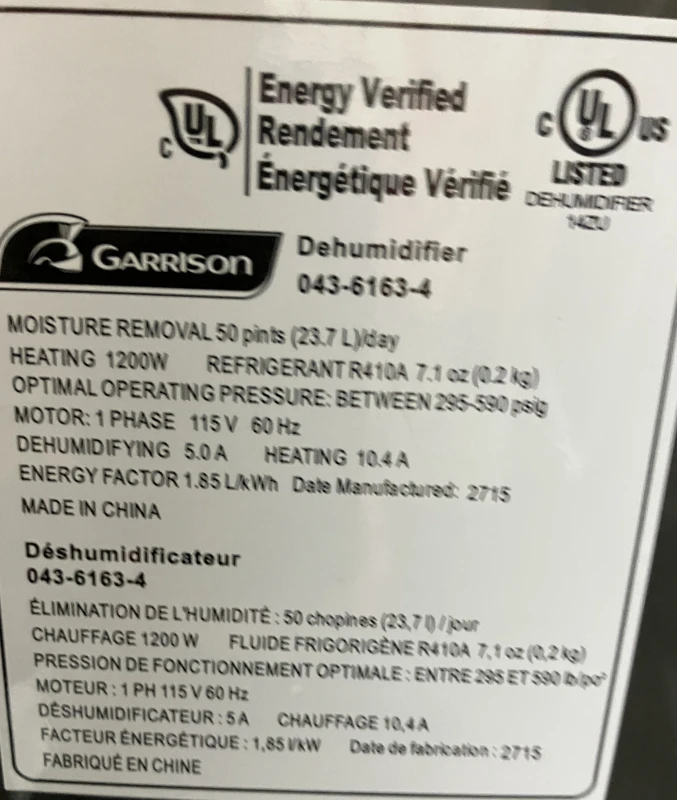 Energy Verified
Rendement
Énergétique Vérifié
C UL
C UL US
LISTED
DEHUMIDIFIER
14ZU
GARRISON
Dehumidifier
043-6163-4
MOISTURE REMOVAL 50 pints (23.7 L)/day
HEATING 1200W REFRIGERANT R410A 7.1 oz (0.2 kg)
OPTIMAL OPERATING PRESSURE: BETWEEN 295-590 psig
MOTOR: 1 PHASE 115 V 60 Hz
DEHUMIDIFYING 5.0 A HEATING 10.4 A
ENERGY FACTOR 1.85 L/kWh Date Manufactured: 2715
MADE IN CHINA
Déshumidificateur
043-6163-4
ÉLIMINATION DE L'HUMIDITÉ : 50 chopines (23,7 l) / jour
CHAUFFAGE 1200 W FLUIDE FRIGORIGÈNE R410A 7,1 oz (0,2 kg)
PRESSION DE FONCTIONNEMENT OPTIMALE : ENTRE 295 ET 590 lb/po²
MOTEUR : 1 PH 115 V 60 Hz
DÉSHUMIDIFICATEUR : 5 A CHAUFFAGE 10,4 A
FACTEUR ÉNERGÉTIQUE : 1,85 l/kW Date de fabrication : 2715
FABRIQUÉ EN CHINE